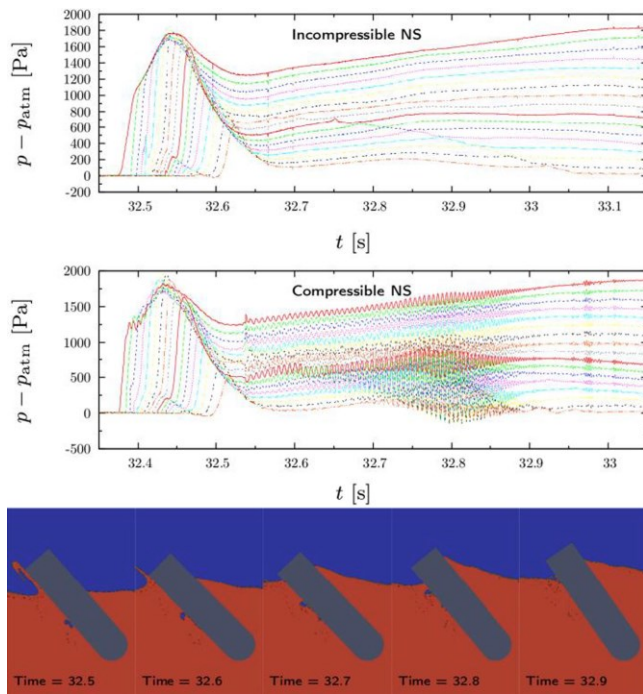 2000
1800
1600
1400
1200
1000
800
600
400
200
0
-200
p − patm [Pa]
Incompressible NS
32.5 32.6 32.7 32.8 32.9 33 33.1
t [s]
2000
1500
1000
500
0
-500
p − patm [Pa]
Compressible NS
32.4 32.5 32.6 32.7 32.8 32.9 33
t [s]
Time = 32.5 Time = 32.6 Time = 32.7 Time = 32.8 Time = 32.9